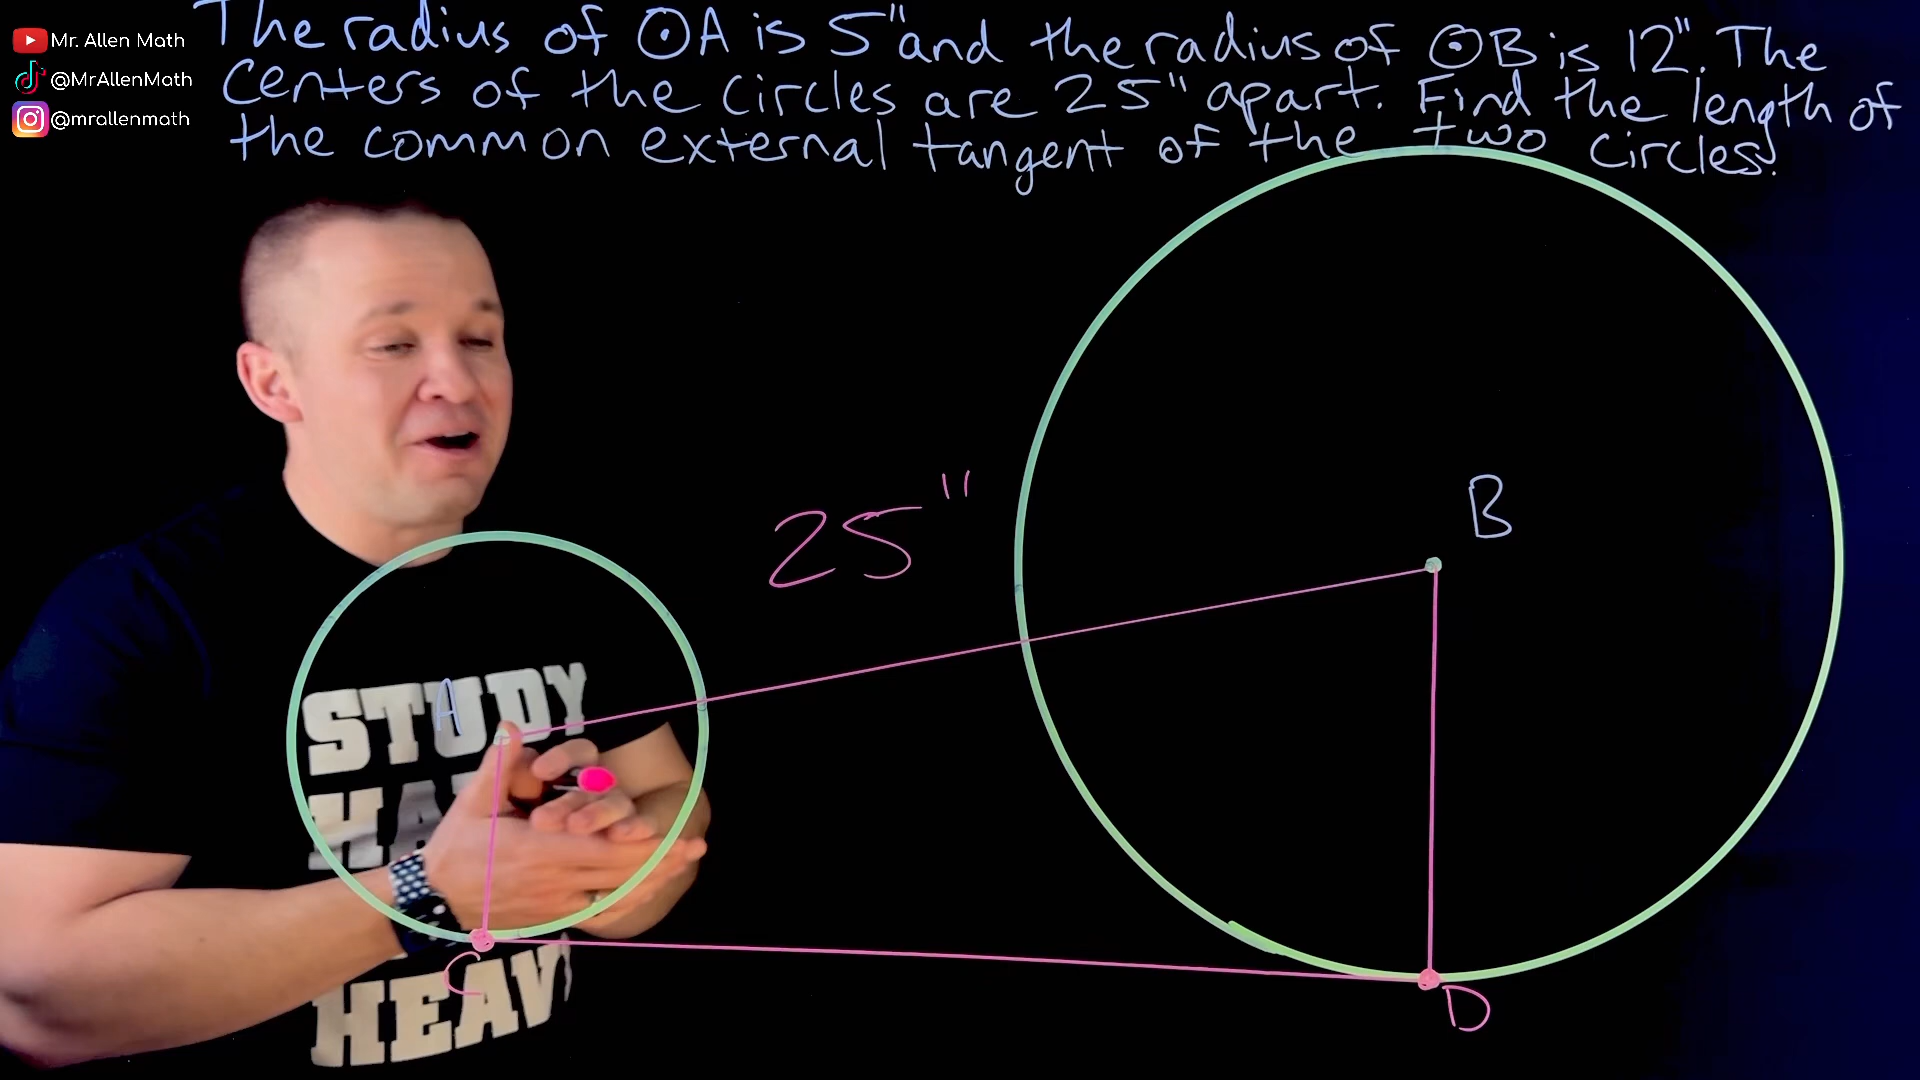 Mr. Allen Math
@MrAllenMath
@mrallenmath
The radius of ⊙A is 5" and the radius of ⊙B is 12". The
centers of the circles are 25" apart. Find the length of
the common external tangent of the two circles.
25"
B
A
STUDY
HEAVY
C
D